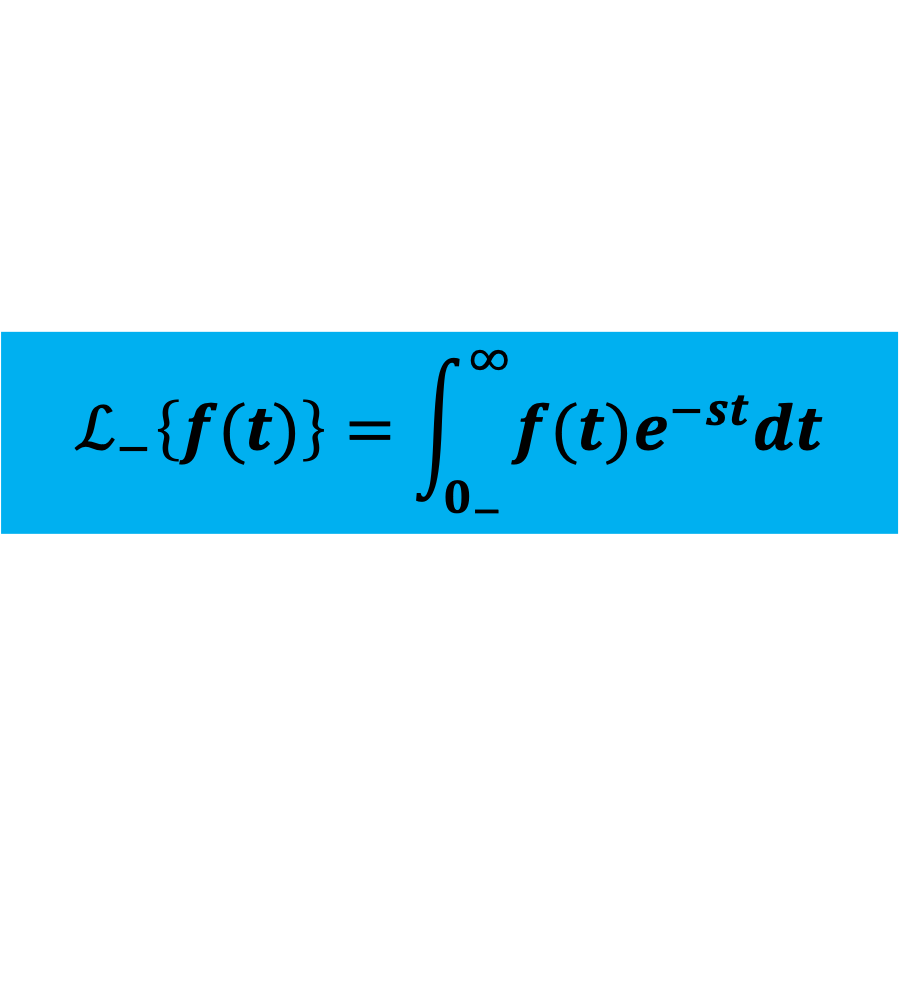 ℒ₋{f(t)} = ∫₀₋^∞ f(t)e^{−st}dt